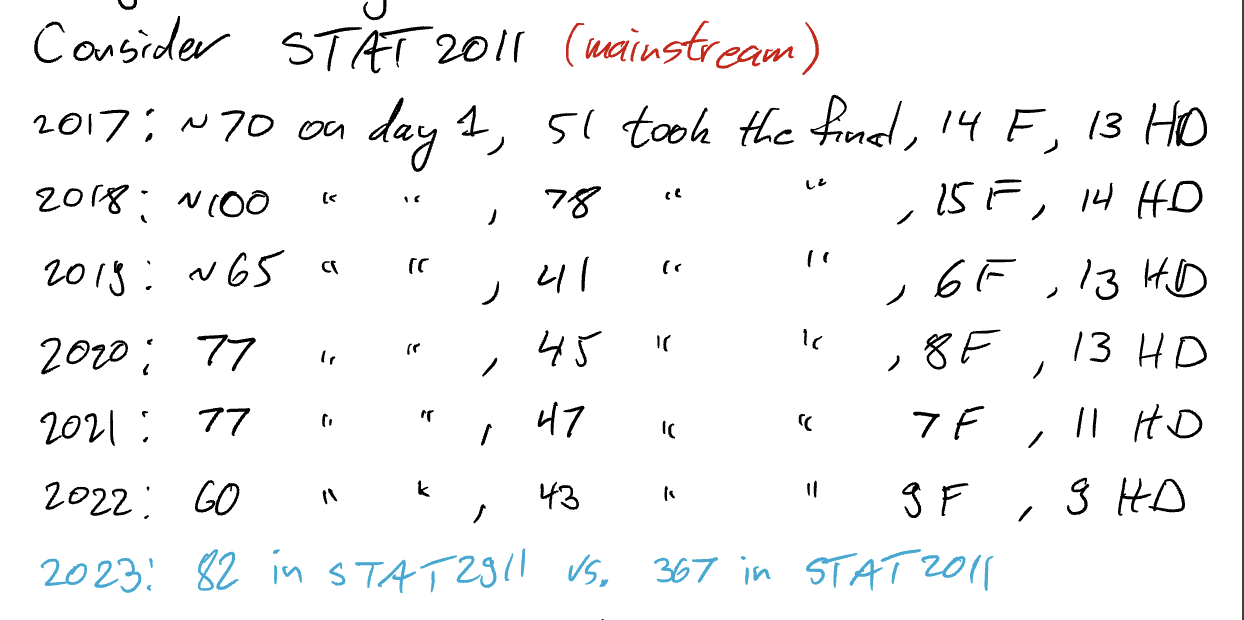 Consider STAT2011 (mainstream)
2017: ~70 on day 1, 51 took the final, 14 F, 13 HD
2018: ~100 " " , 78 " " , 15 F, 14 HD
2019: ~65 " " , 41 " " , 6 F, 13 HD
2020: 77 " " , 45 " " , 8 F, 13 HD
2021: 77 " " , 47 " " 7 F, 11 HD
2022: 60 " " , 43 " " 9 F, 9 HD
2023: 82 in STAT2911 vs. 367 in STAT2011